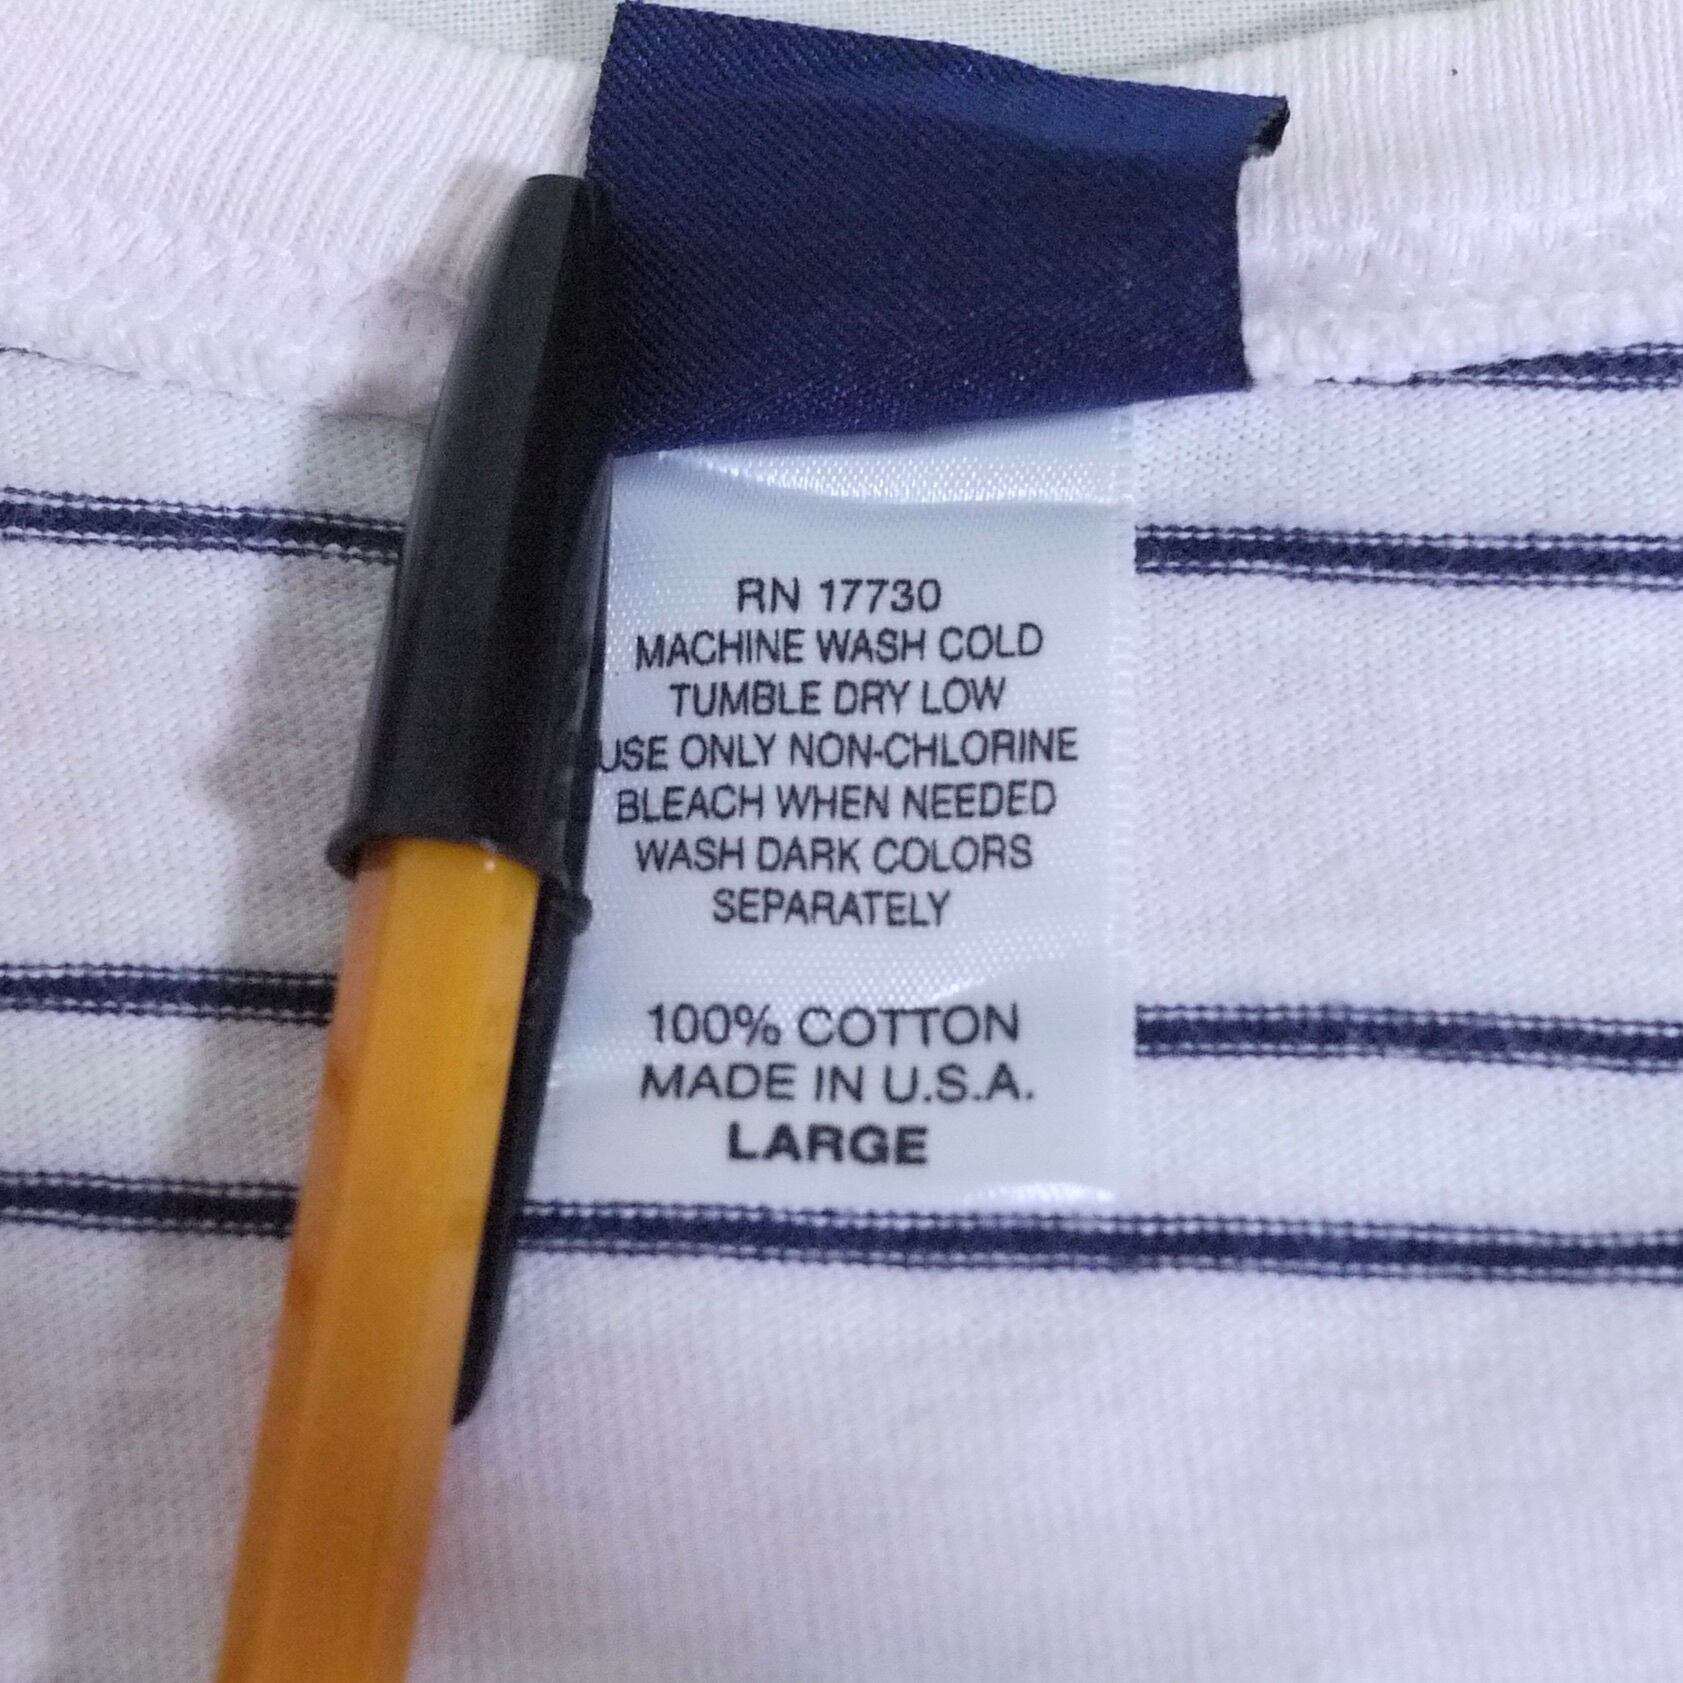 RN 17730
MACHINE WASH COLD
TUMBLE DRY LOW
USE ONLY NON-CHLORINE
BLEACH WHEN NEEDED
WASH DARK COLORS
SEPARATELY
100% COTTON
MADE IN U.S.A.
LARGE